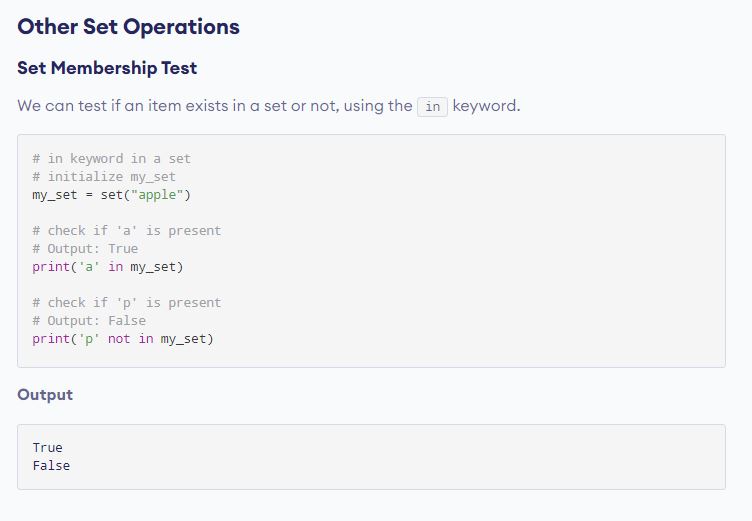 Other Set Operations
Set Membership Test
We can test if an item exists in a set or not, using the in keyword.
# in keyword in a set
# initialize my_set
my_set = set("apple")
# check if 'a' is present
# Output: True
print('a' in my_set)
# check if 'p' is present
# Output: False
print('p' not in my_set)
Output
True
False